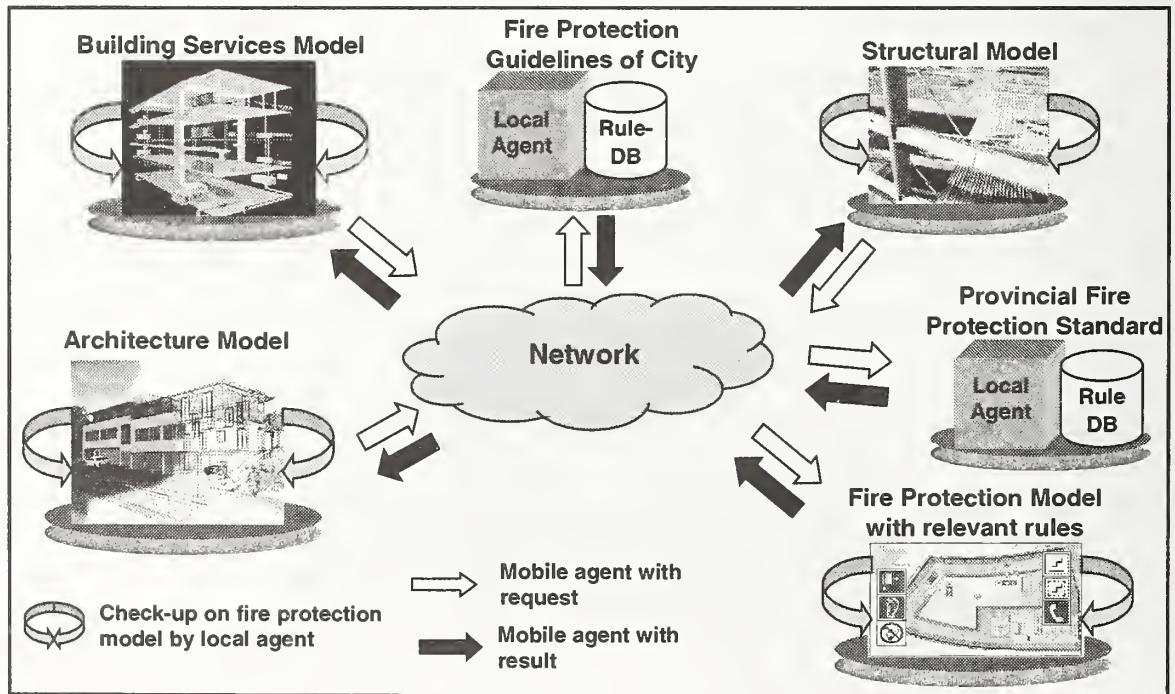 Building Services Model
Fire Protection
Guidelines of City
Structural Model
Local
Agent
Rule-
DB
Architecture Model
Network
Provincial Fire
Protection Standard
Local
Agent
Rule
DB
Fire Protection Model
with relevant rules
Check-up on fire protection
model by local agent
Mobile agent with
request
Mobile agent with
result